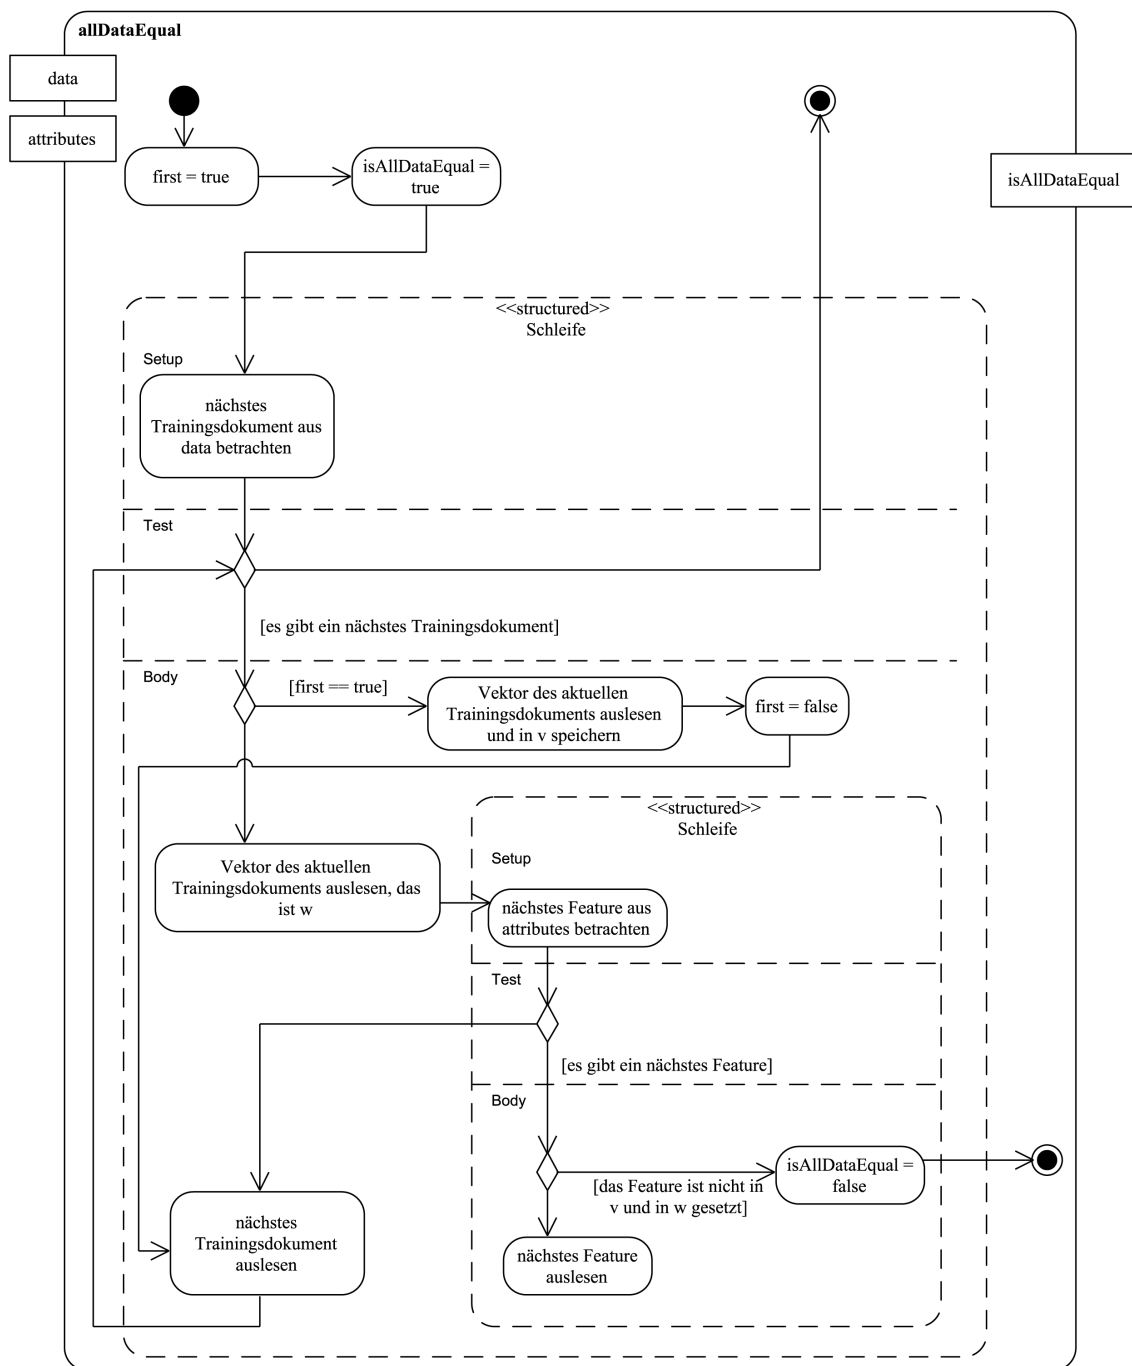 allDataEqual
data
attributes
first = true
isAllDataEqual =
true
isAllDataEqual
<<structured>>
Schleife
Setup
nächstes
Trainingsdokument aus
data betrachten
Test
[es gibt ein nächstes Trainingsdokument]
Body
[first == true]
Vektor des aktuellen
Trainingsdokuments auslesen
und in v speichern
first = false
<<structured>>
Schleife
Vektor des aktuellen
Trainingsdokuments auslesen, das
ist w
Setup
nächstes Feature aus
attributes betrachten
Test
[es gibt ein nächstes Feature]
Body
[das Feature ist nicht in
v und in w gesetzt]
isAllDataEqual =
false
nächstes
Trainingsdokument
auslesen
nächstes Feature
auslesen